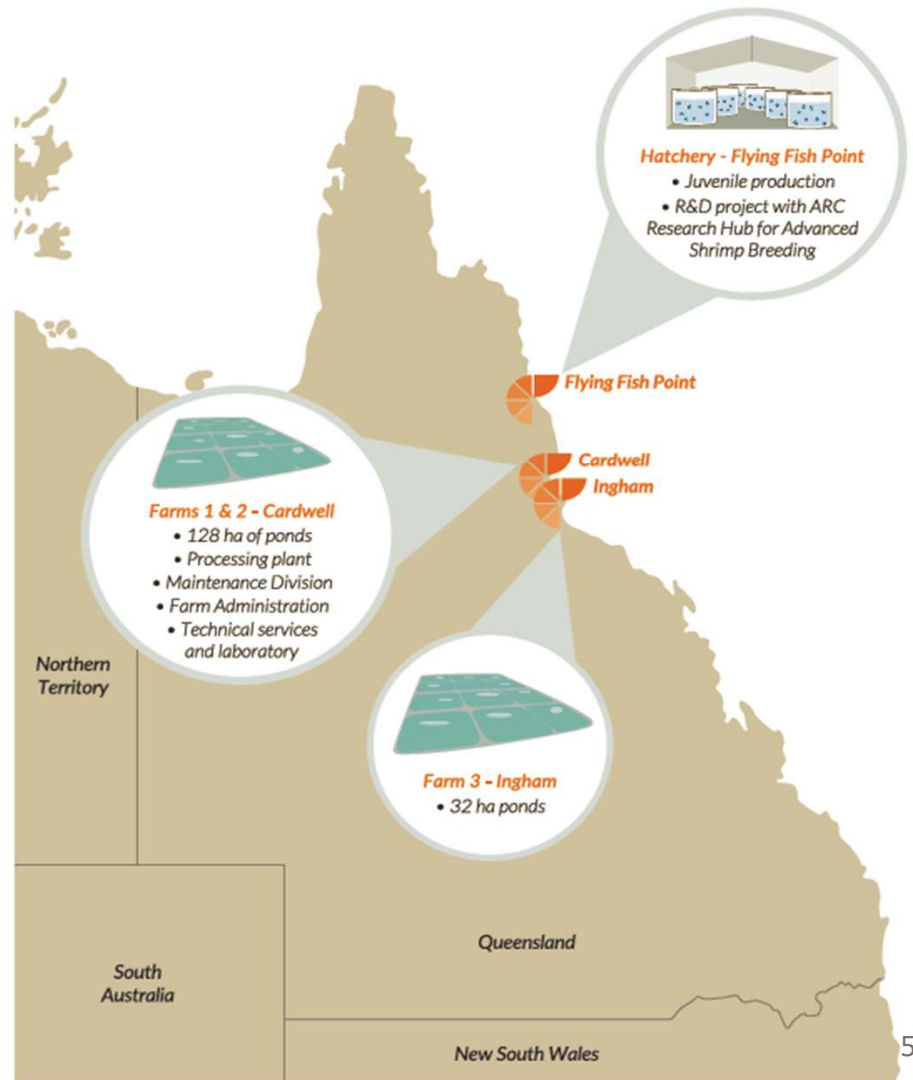 Hatchery - Flying Fish Point
• Juvenile production
• R&D project with ARC
Research Hub for Advanced
Shrimp Breeding
Flying Fish Point
Cardwell
Ingham
Farms 1 & 2 - Cardwell
• 128 ha of ponds
• Processing plant
• Maintenance Division
• Farm Administration
• Technical services
and laboratory
Northern
Territory
Farm 3 - Ingham
• 32 ha ponds
Queensland
South
Australia
New South Wales
5